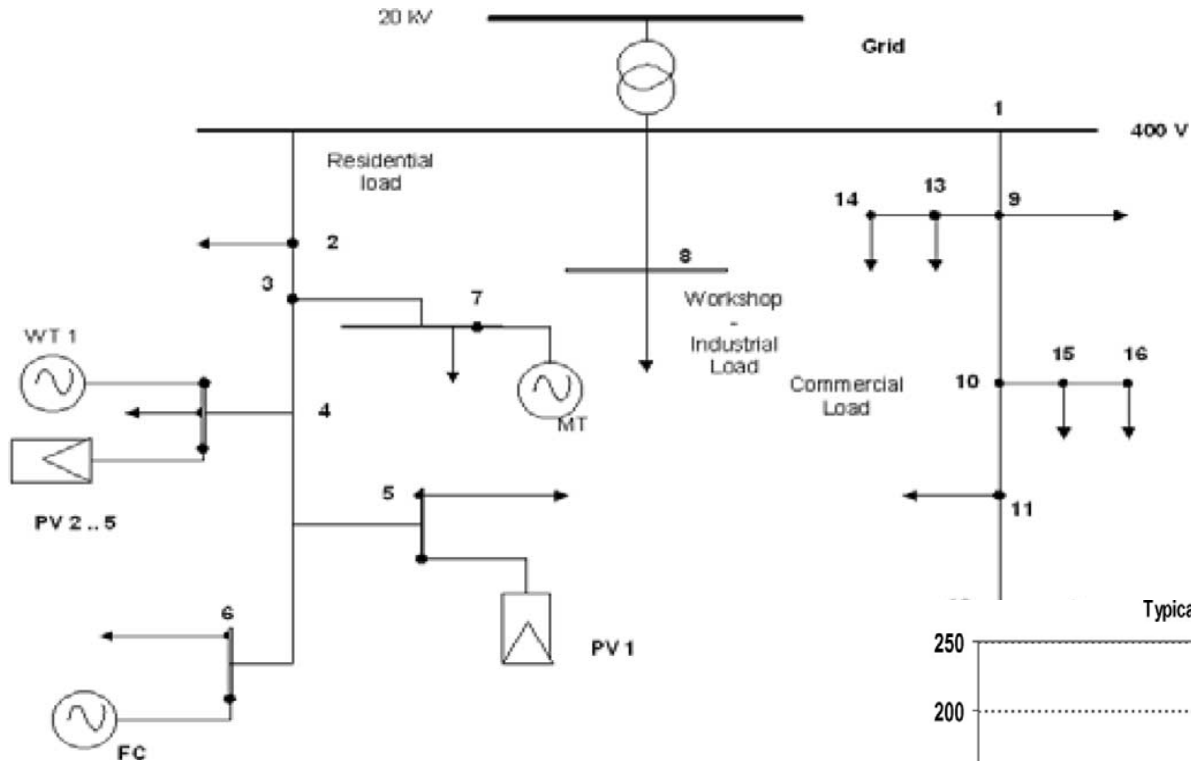 20 kV
Grid
1
400 V
Residential
load
14
13
9
2
8
3
7
Workshop
-
Industrial
Load
WT 1
15
16
10
Commercial
Load
MT
4
5
11
PV 2 .. 5
6
PV 1
Typica
250
200
FC